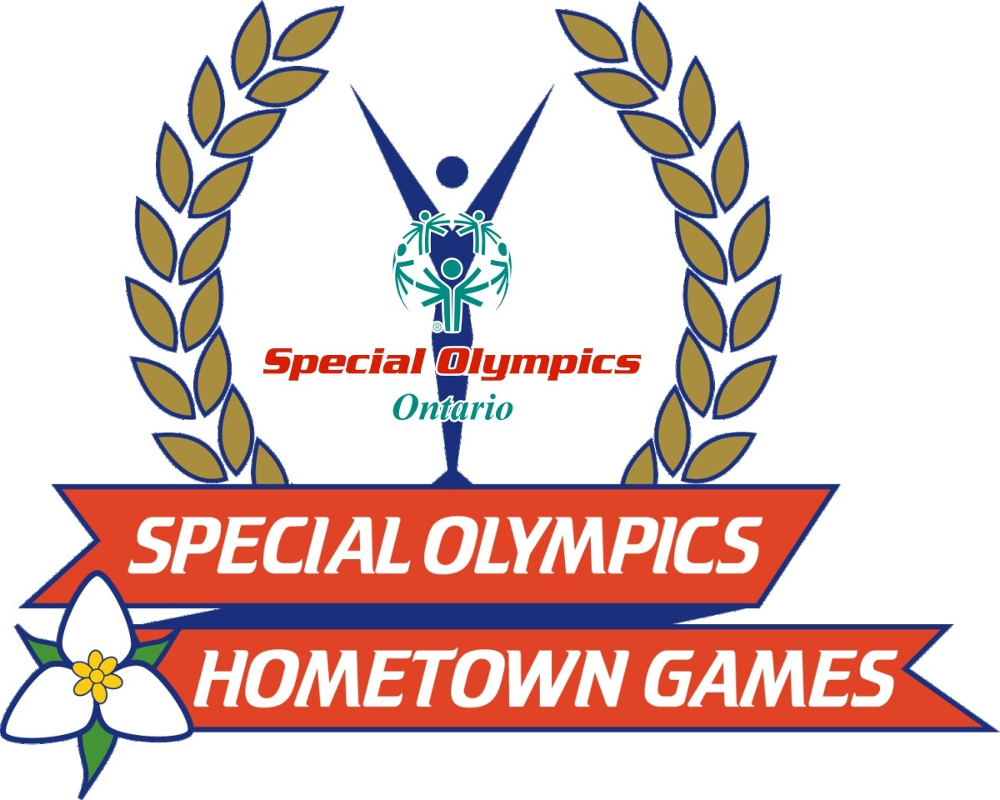 ®
Special Olympics
Ontario
SPECIAL OLYMPICS
HOMETOWN GAMES